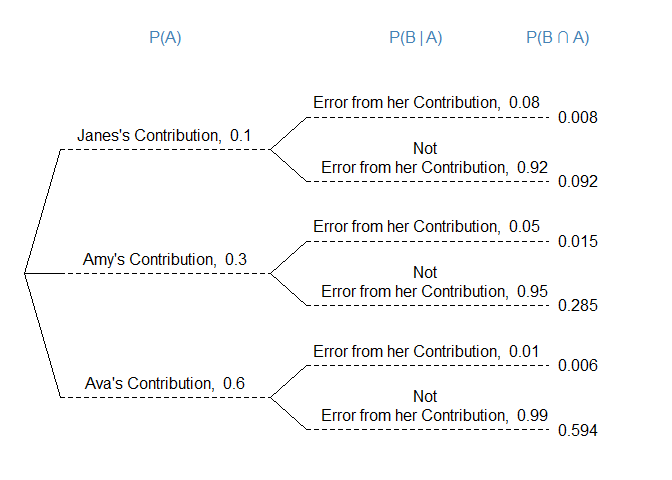 P(A) P(B | A) P(B ∩ A)
Error from her Contribution, 0.08
0.008
Janes's Contribution, 0.1
Not
Error from her Contribution, 0.92
0.092
Error from her Contribution, 0.05
0.015
Amy's Contribution, 0.3
Not
Error from her Contribution, 0.95
0.285
Error from her Contribution, 0.01
0.006
Ava's Contribution, 0.6
Not
Error from her Contribution, 0.99
0.594